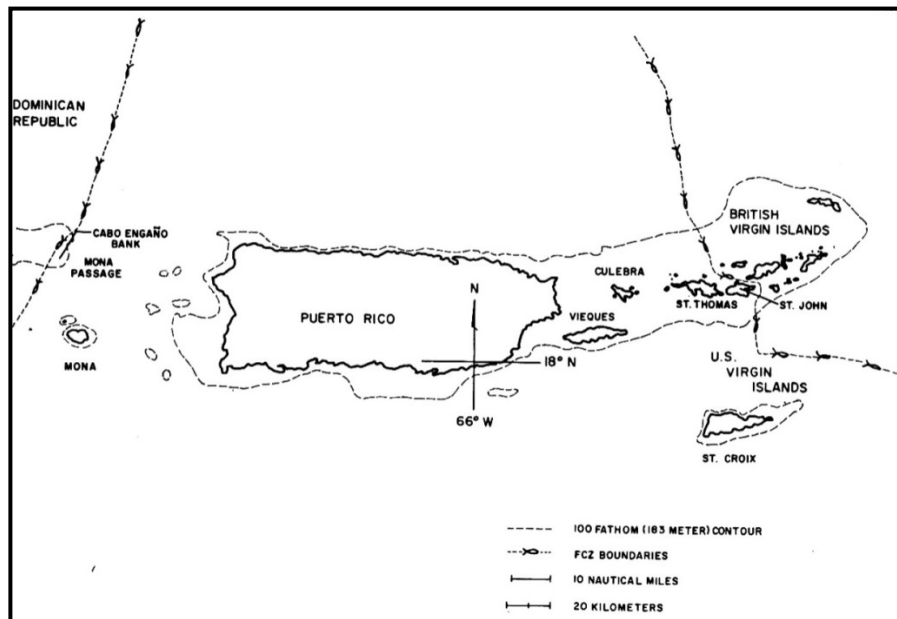 DOMINICAN
REPUBLIC
CABO ENGAÑO
BANK
MONA
PASSAGE
MONA
PUERTO RICO
N
18° N
66° W
CULEBRA
VIEQUES
BRITISH
VIRGIN ISLANDS
ST. THOMAS
ST. JOHN
U.S.
VIRGIN
ISLANDS
ST. CROIX
100 FATHOM (183 METER) CONTOUR
FCZ BOUNDARIES
10 NAUTICAL MILES
20 KILOMETERS